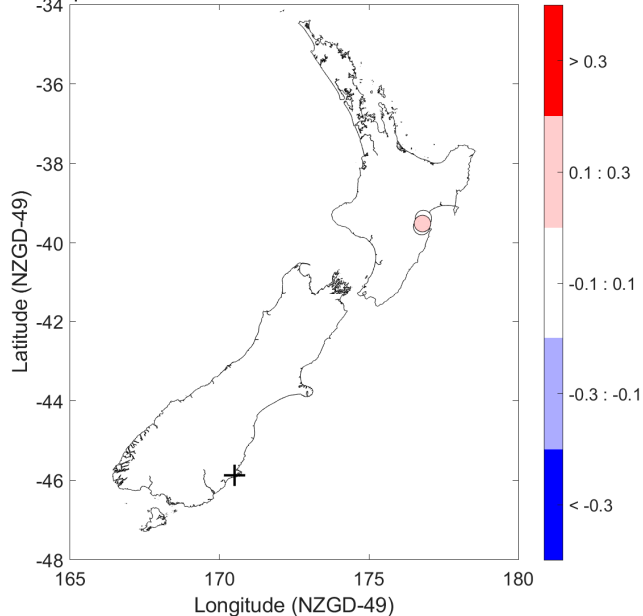 -34
-36
-38
-40
-42
-44
-46
-48
165
170
175
180
Latitude (NZGD-49)
Longitude (NZGD-49)
> 0.3
0.1 : 0.3
-0.1 : 0.1
-0.3 : -0.1
< -0.3